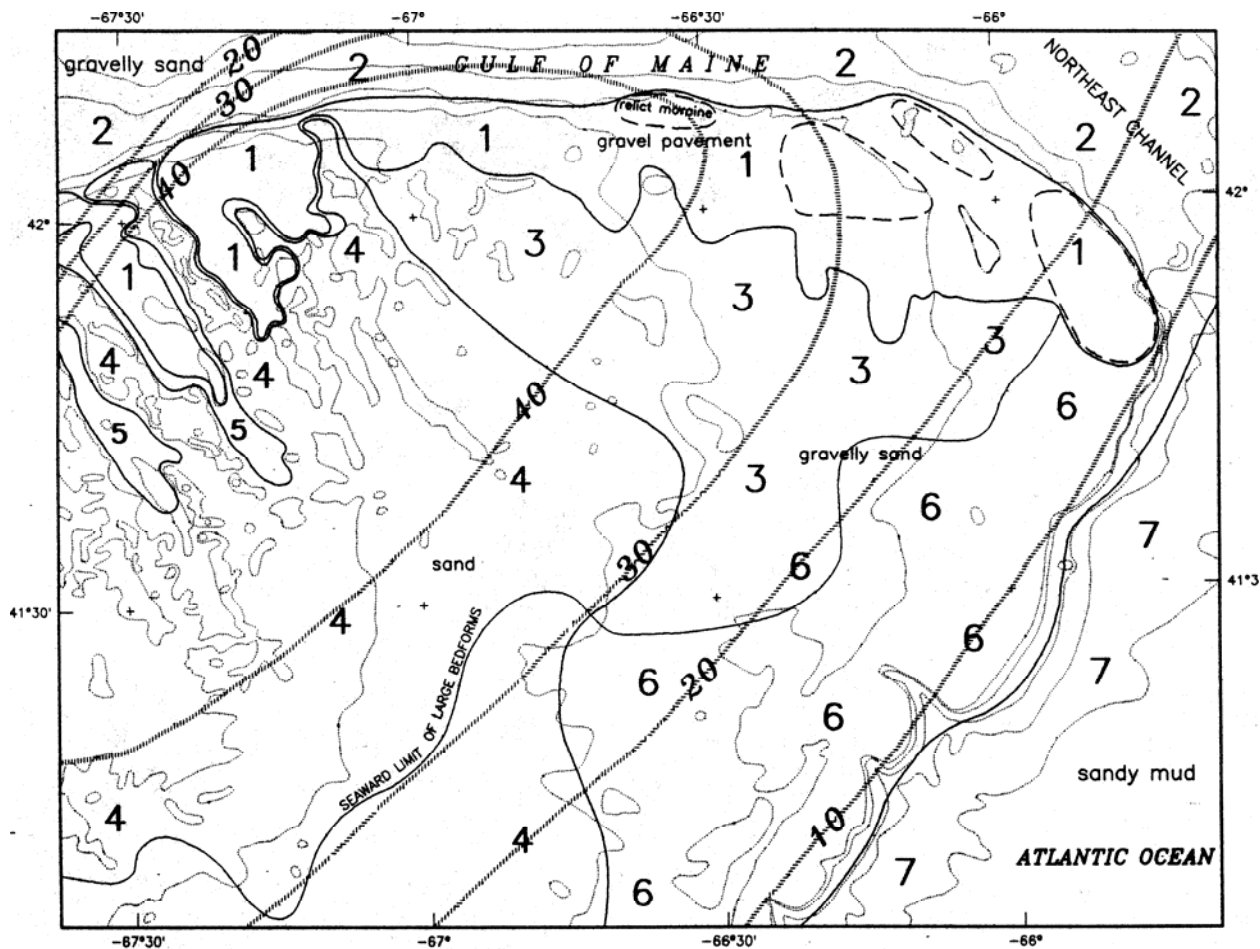 -67°30' -67° -66°30' -66°
gravelly sand 20 2 GULF OF MAINE 2 NORTHEAST CHANNEL 2
30
2 (relict moraine) 2
1 1 gravel pavement 1
40
42° 42°
1 4 3 1
1
3
4 4 3 3
40 6
5 5 gravelly sand
4 3 6
7
sand 30 6
41°30' 41°3
4 6
SEAWARD LIMIT OF LARGE BEDFORMS
6 20 7
6
sandy mud
4 4 10
ATLANTIC OCEAN
6 7
-67°30' -67° -66°30' -66°